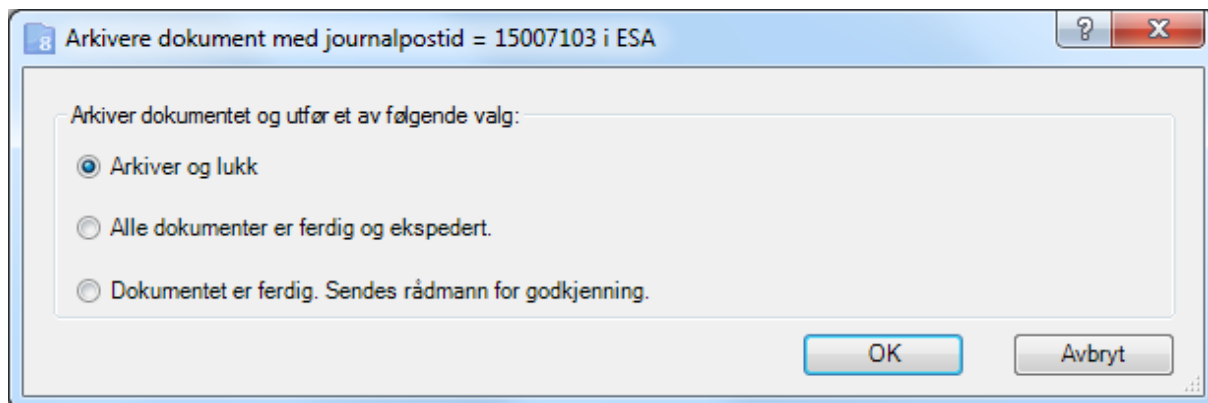 8 Arkivere dokument med journalpostid = 15007103 i ESA ?
Arkiver dokumentet og utfør et av følgende valg:
Arkiver og lukk
Alle dokumenter er ferdig og ekspedert.
Dokumentet er ferdig. Sendes rådmann for godkjenning.
OK Avbryt